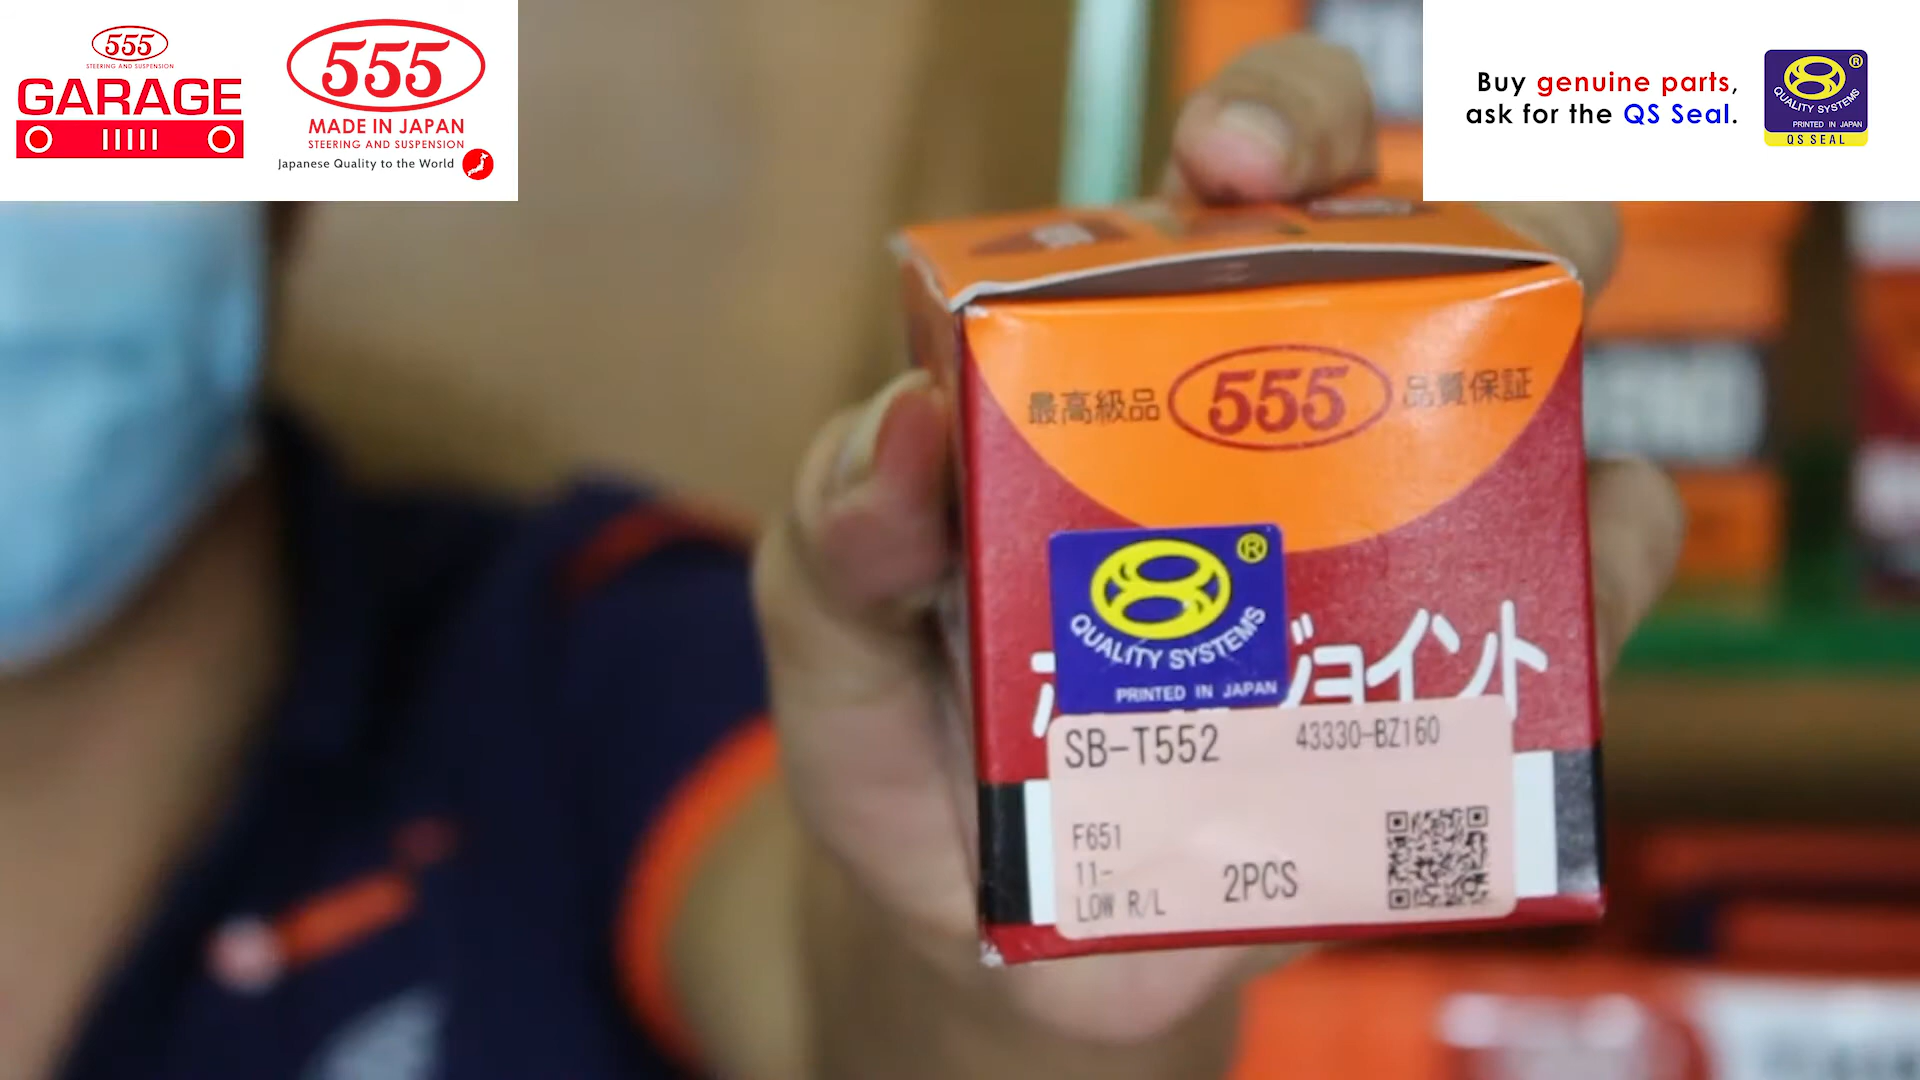 555
STEERING AND SUSPENSION
GARAGE
555
MADE IN JAPAN
STEERING AND SUSPENSION
Japanese Quality to the World
Buy genuine parts,
ask for the QS Seal.
®
QUALITY SYSTEMS
PRINTED IN JAPAN
QS SEAL
最高級品 555 品質保証
®
QUALITY SYSTEMS
PRINTED IN JAPAN
ジョイント
SB-T552 43330-BZ160
F651
11-
LOW R/L
2PCS